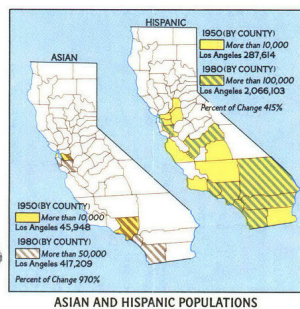 HISPANIC
1950 (BY COUNTY)
More than 10,000
Los Angeles 287,614
1980 (BY COUNTY)
More than 100,000
Los Angeles 2,066,103
Percent of Change 415%
ASIAN
1950 (BY COUNTY)
More than 10,000
Los Angeles 45,948
1980 (BY COUNTY)
More than 50,000
Los Angeles 417,209
Percent of Change 970%
ASIAN AND HISPANIC POPULATIONS